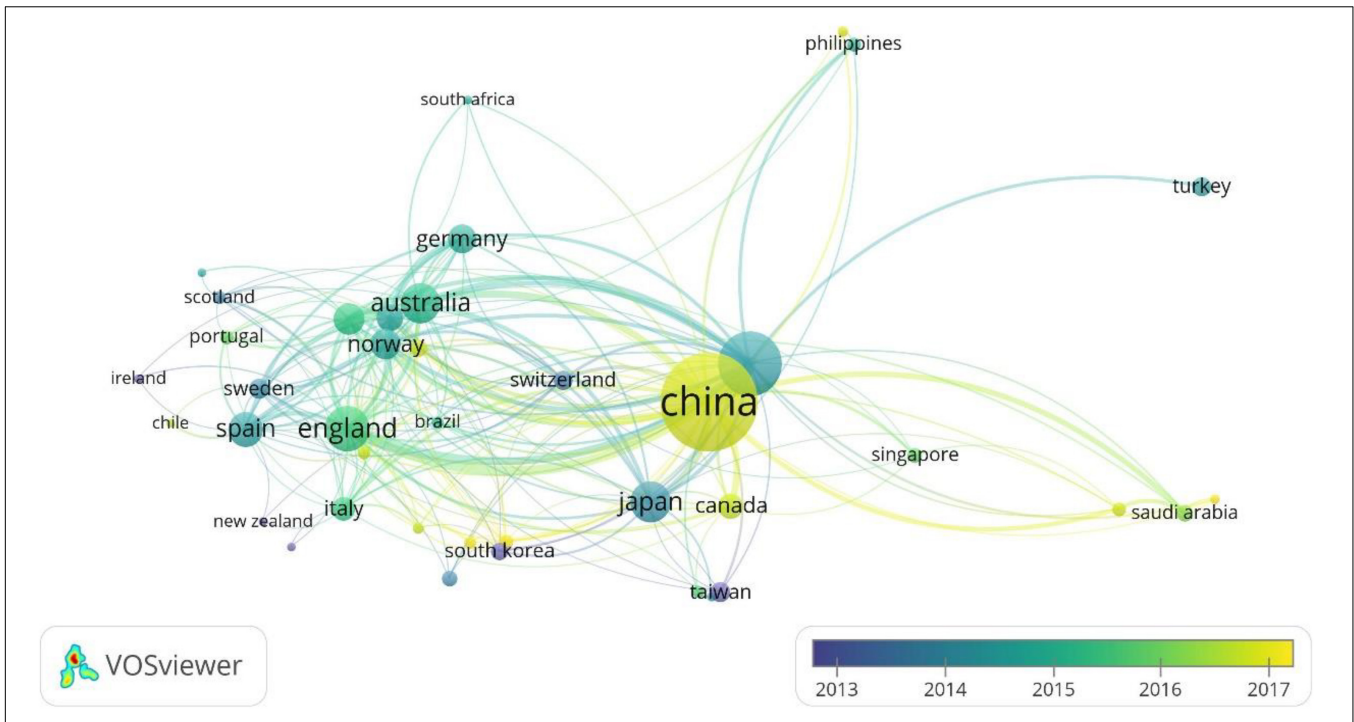 philippines
south africa
turkey
germany
scotland
australia
portugal
norway
ireland
sweden
switzerland
china
chile
spain
england
brazil
singapore
new zealand
italy
japan
canada
saudi arabia
south korea
taiwan
VOSviewer
2013 2014 2015 2016 2017